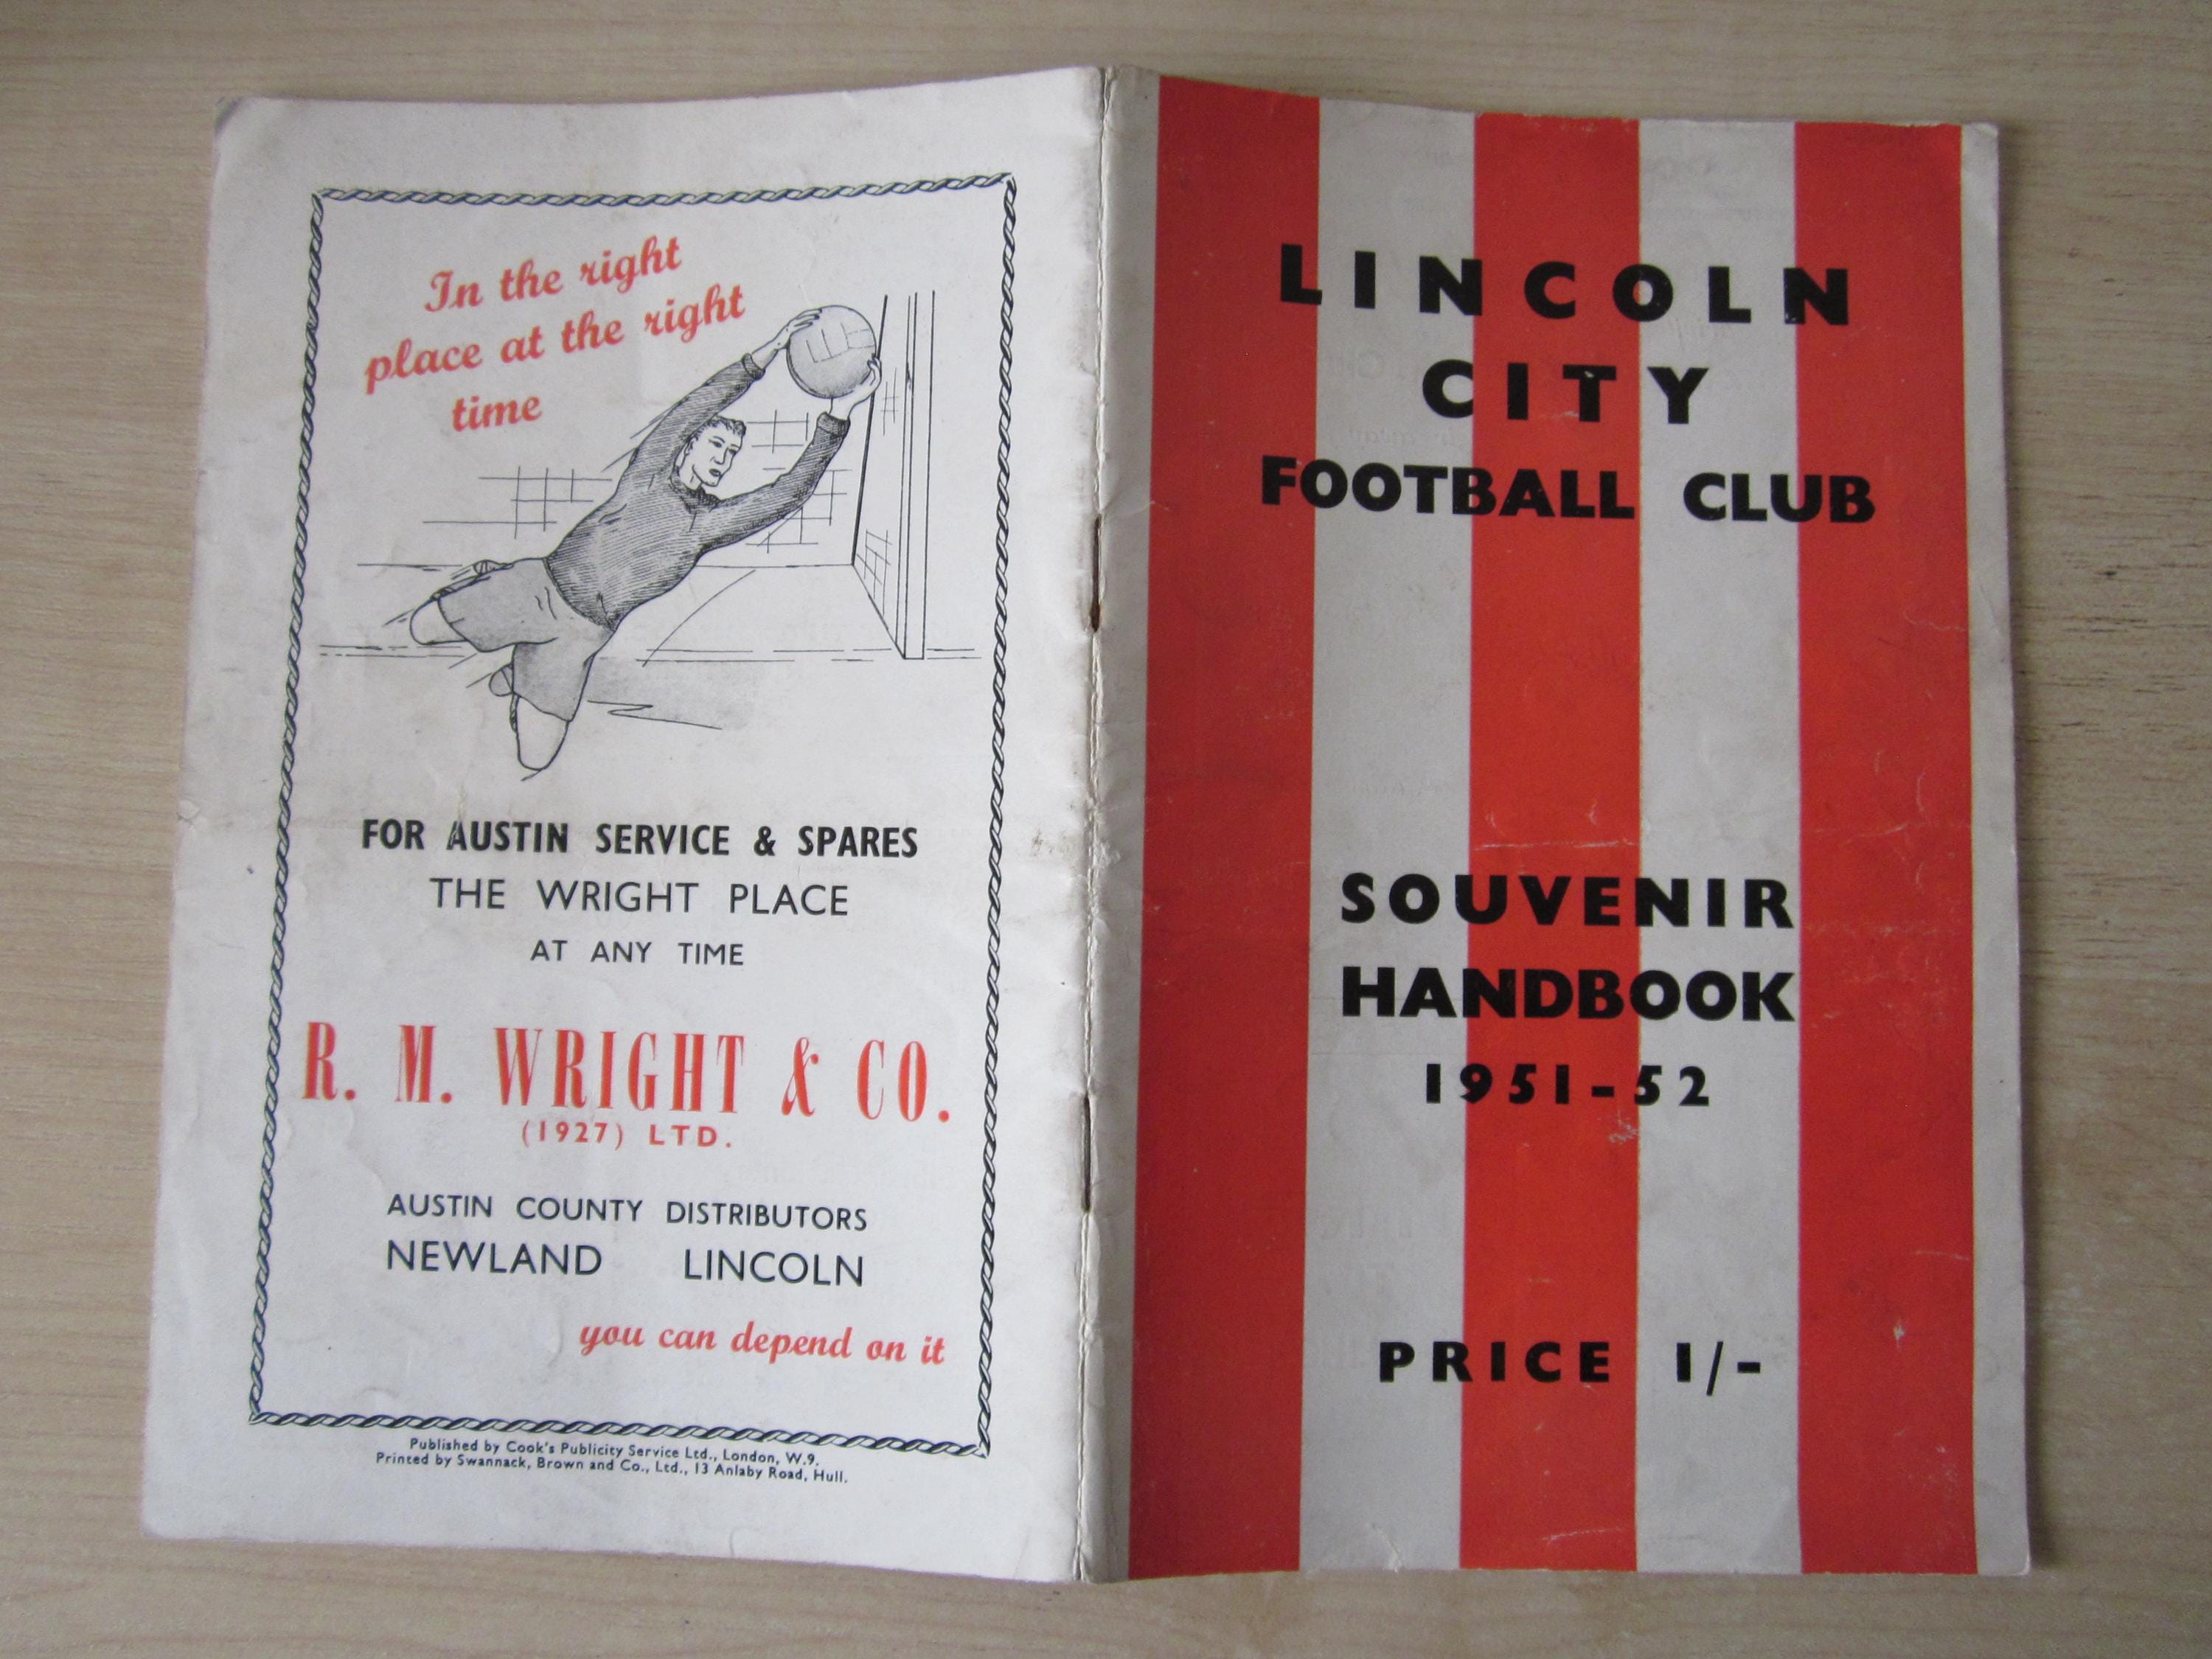 In the right
place at the right
time
FOR AUSTIN SERVICE & SPARES
THE WRIGHT PLACE
AT ANY TIME
R. M. WRIGHT & CO.
(1927) LTD.
AUSTIN COUNTY DISTRIBUTORS
NEWLAND LINCOLN
you can depend on it
Published by Cook's Publicity Service Ltd., London, W.9.
Printed by Swannack, Brown and Co., Ltd., 13 Anlaby Road, Hull.
LINCOLN
CITY
FOOTBALL CLUB
SOUVENIR
HANDBOOK
1951-52
PRICE 1/-